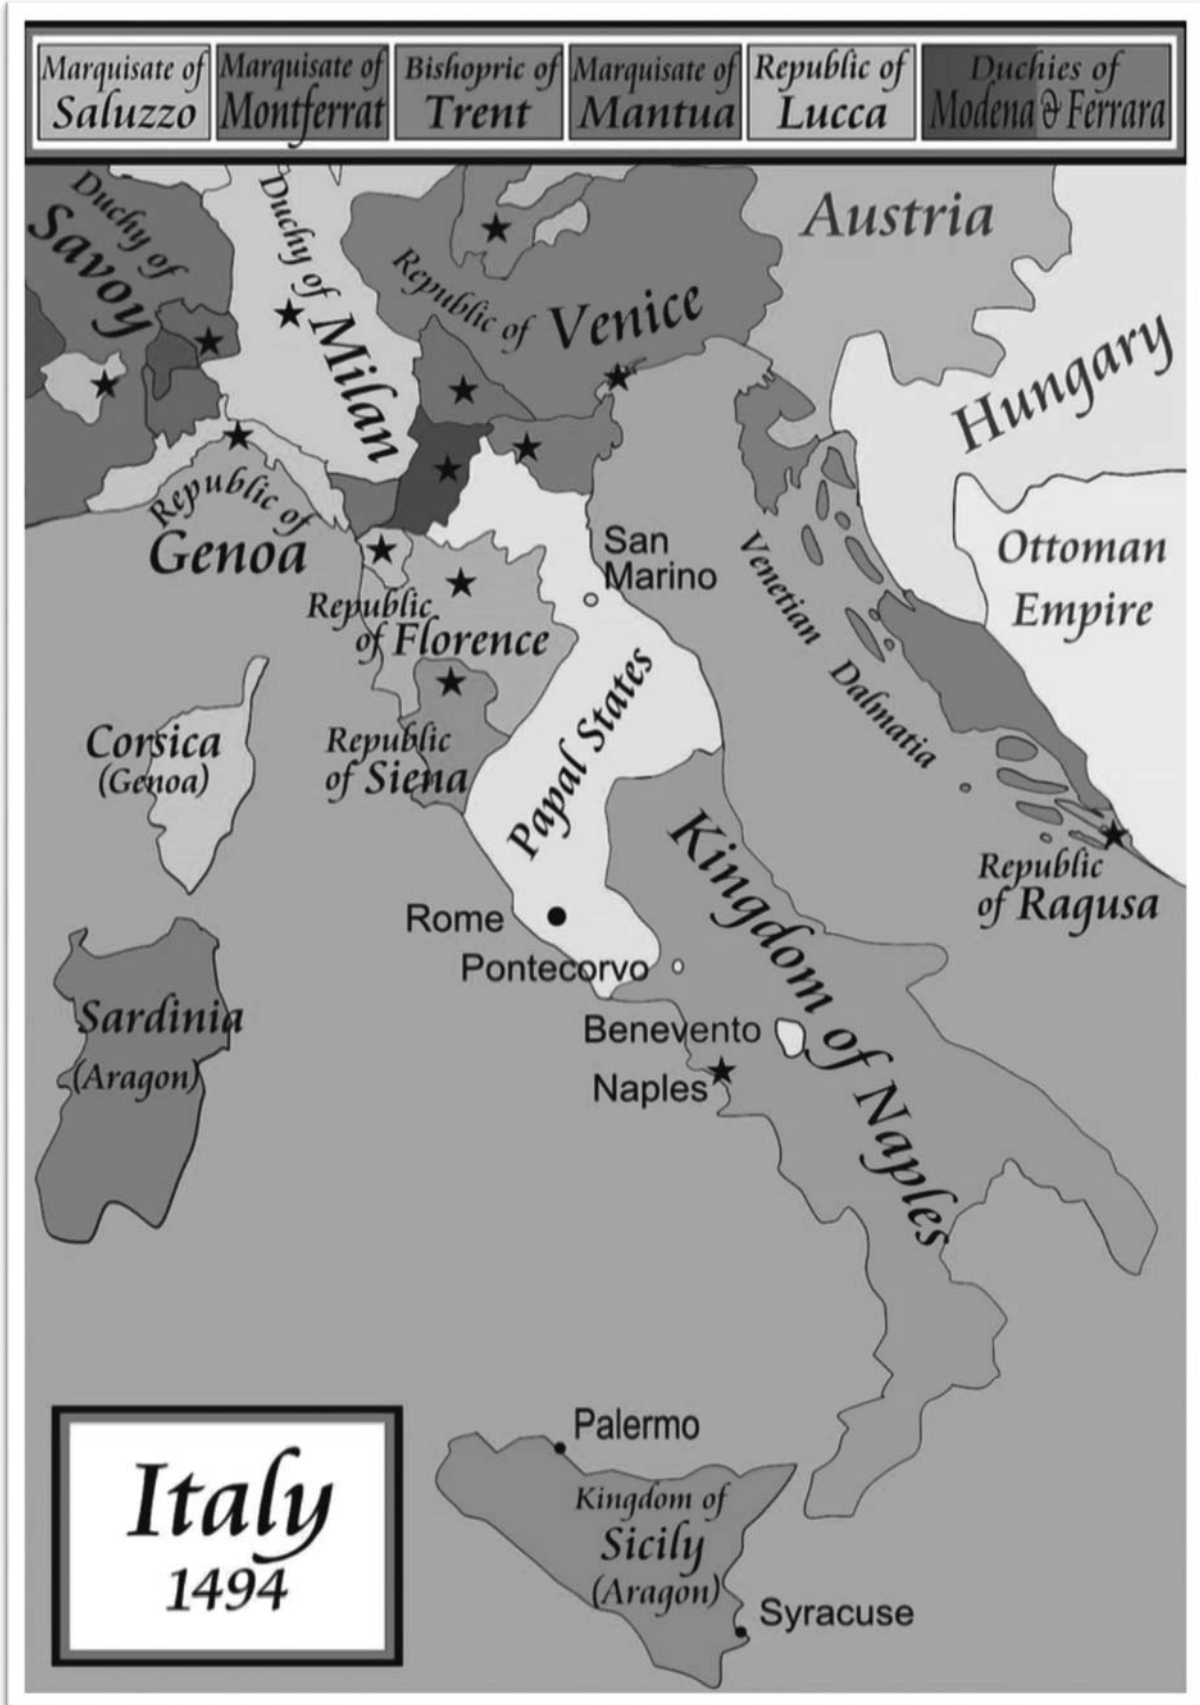 Marquisate of
Saluzzo
Marquisate of
Montferrat
Bishopric of
Trent
Marquisate of
Mantua
Republic of
Lucca
Duchies of
Modena & Ferrara
Duchy of
Savoy
Duchy of
Milan
Republic of
Venice
Austria
Hungary
Ottoman
Empire
Republic of
Genoa
San
Marino
Venetian
Dalmatia
Republic
of Florence
Papal States
Corsica
(Genoa)
Republic
of Siena
Republic
of Ragusa
Kingdom of Naples
Rome
Pontecorvo
Sardinia
(Aragon)
Benevento
Naples
Italy
1494
Palermo
Kingdom of
Sicily
(Aragon)
Syracuse